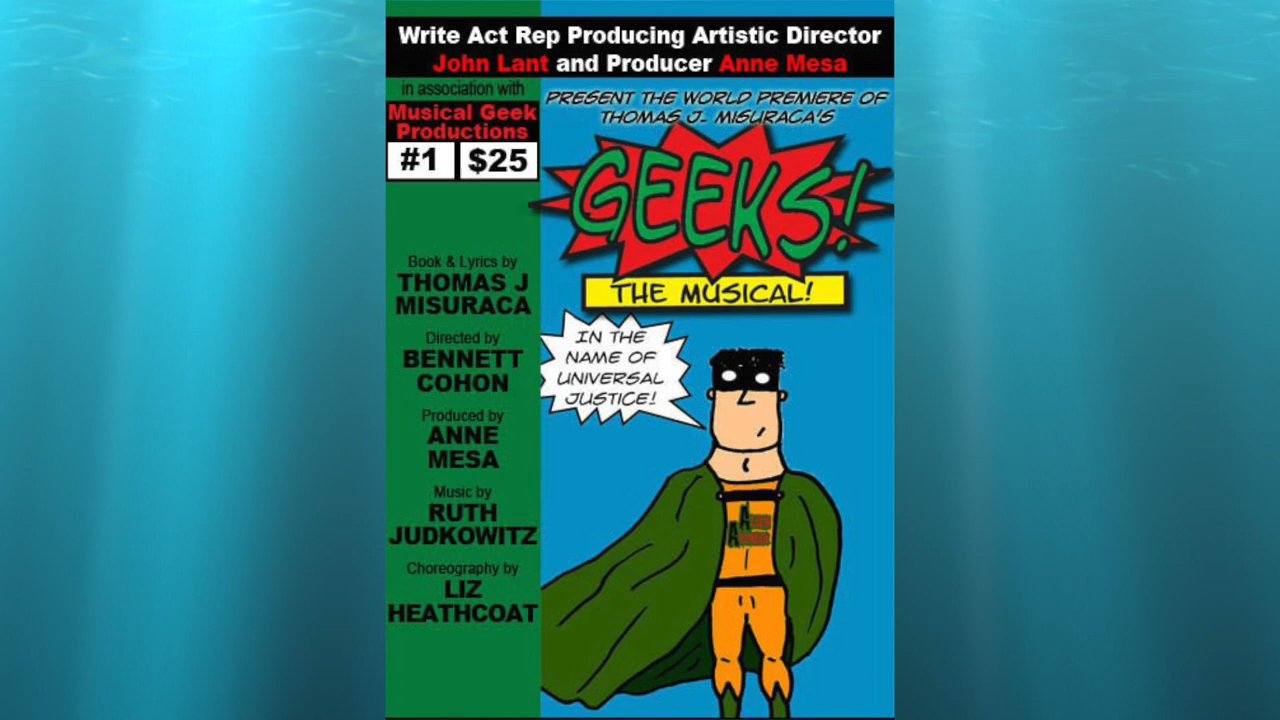 Write Act Rep Producing Artistic Director
John Lant and Producer Anne Mesa
in association with
Musical Geek
Productions
#1 $25
PRESENT THE WORLD PREMIERE OF
THOMAS J. MISURACA'S
GEEKS!
THE MUSICAL!
Book & Lyrics by
THOMAS J
MISURACA
Directed by
BENNETT
COHON
Produced by
ANNE
MESA
Music by
RUTH
JUDKOWITZ
Choreography by
LIZ
HEATHCOAT
IN THE
NAME OF
UNIVERSAL
JUSTICE!